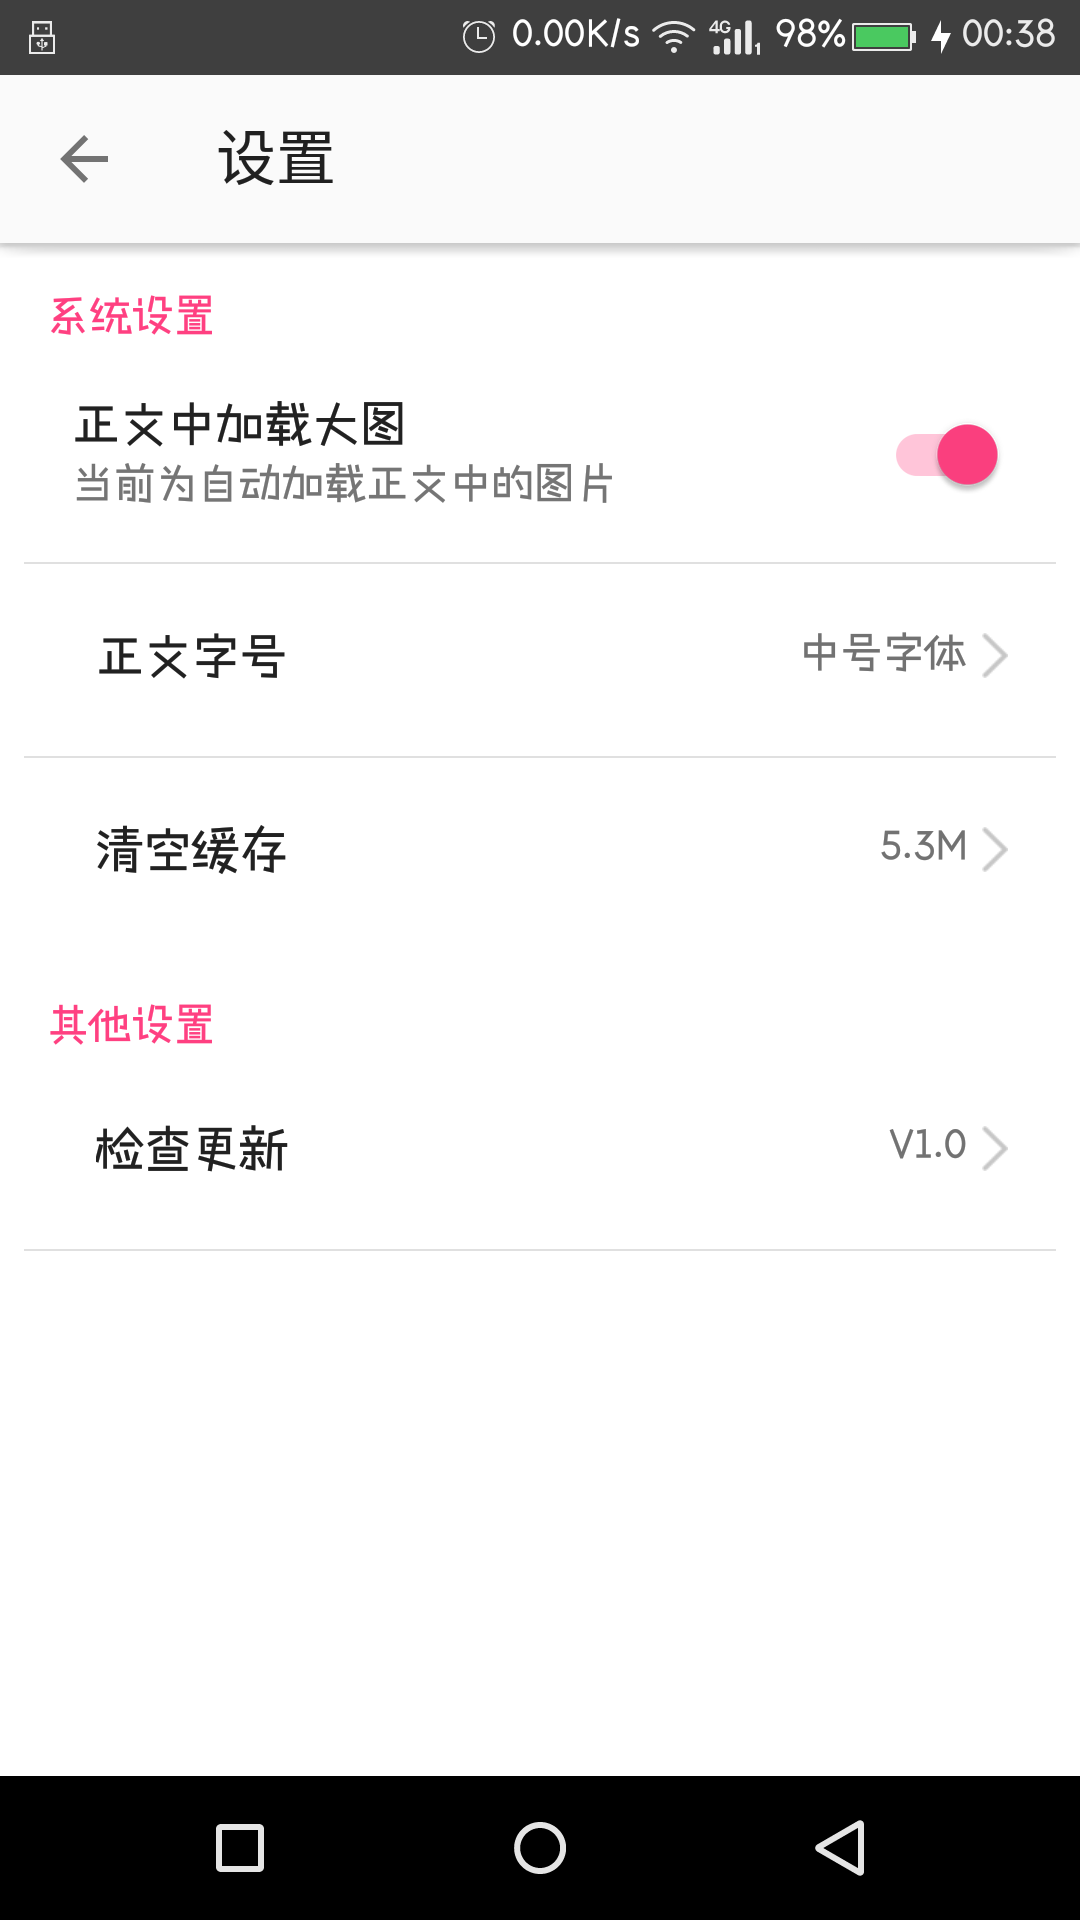 0.00K/s 4G 1 98% 00:38
设置
系统设置
正文中加载大图
当前为自动加载正文中的图片
正文字号 中号字体
清空缓存 5.3M
其他设置
检查更新 V1.0